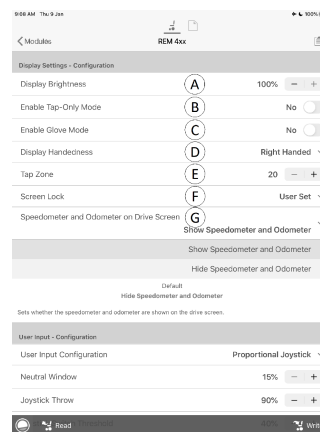 9:08 AM Thu 9 Jan 100%
Modules REM 4xx
Display Settings - Configuration
Display Brightness A 100% − +
Enable Tap-Only Mode B No
Enable Glove Mode C No
Display Handedness D Right Handed
Tap Zone E 20 − +
Screen Lock F User Set
Speedometer and Odometer on Drive Screen G
Show Speedometer and Odometer
Show Speedometer and Odometer
Hide Speedometer and Odometer
Default
Hide Speedometer and Odometer
Sets whether the speedometer and odometer are shown on the drive screen.
User Input - Configuration
User Input Configuration Proportional Joystick
Neutral Window 15% − +
Joystick Throw 90% − +
Read Threshold 40% Writ